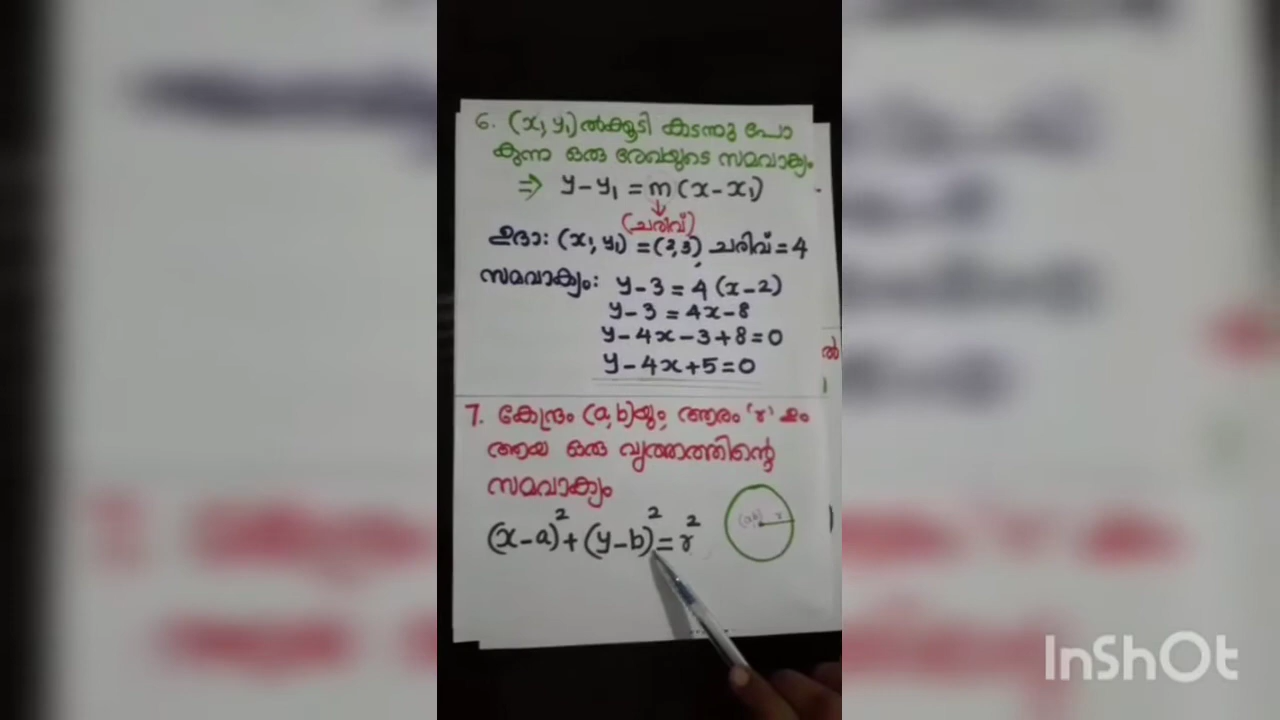 6. (x₁, y₁)ൽക്കൂടി കടന്നു പോ
കുന്ന ഒരു രേഖയുടെ സമവാക്യം
⇒ y - y₁ = m (x - x₁)
↓
(ചരിവ്)
ഉദാ: (x₁, y₁) = (2,3), ചരിവ് = 4
സമവാക്യം: y - 3 = 4 (x - 2)
y - 3 = 4x - 8
y - 4x - 3 + 8 = 0
y - 4x + 5 = 0
ൽ
7. കേന്ദ്രം (a, b)യും, ആരം 'r' ഉം
ആയ ഒരു വൃത്തത്തിന്റെ
സമവാക്യം
(x - a)² + (y - b)² = r²
(a,b) r
InShOt